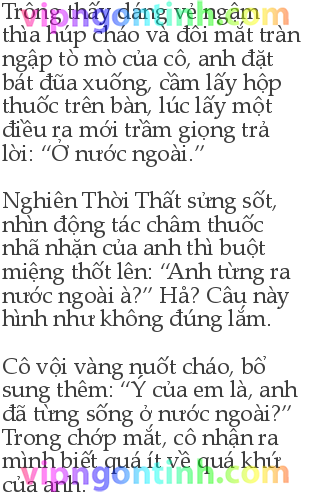 Trông thấy dáng vẻ ngậm
thìa húp cháo và đôi mắt tràn
ngập tò mò của cô, anh đặt
bát đũa xuống, cầm lấy hộp
thuốc trên bàn, lúc lấy một
điều ra mới trầm giọng trả
lời: “Ở nước ngoài.”
Nghiên Thời Thất sửng sốt,
nhìn động tác châm thuốc
nhã nhặn của anh thì buột
miệng thốt lên: “Anh từng ra
nước ngoài à?” Hả? Câu này
hình như không đúng lắm.
Cô vội vàng nuốt cháo, bổ
sung thêm: “Ý của em là, anh
đã từng sống ở nước ngoài?”
Trong chớp mắt, cô nhận ra
mình biết quá ít về quá khứ
của anh.
vipngontinh.com
vipngontinh.com